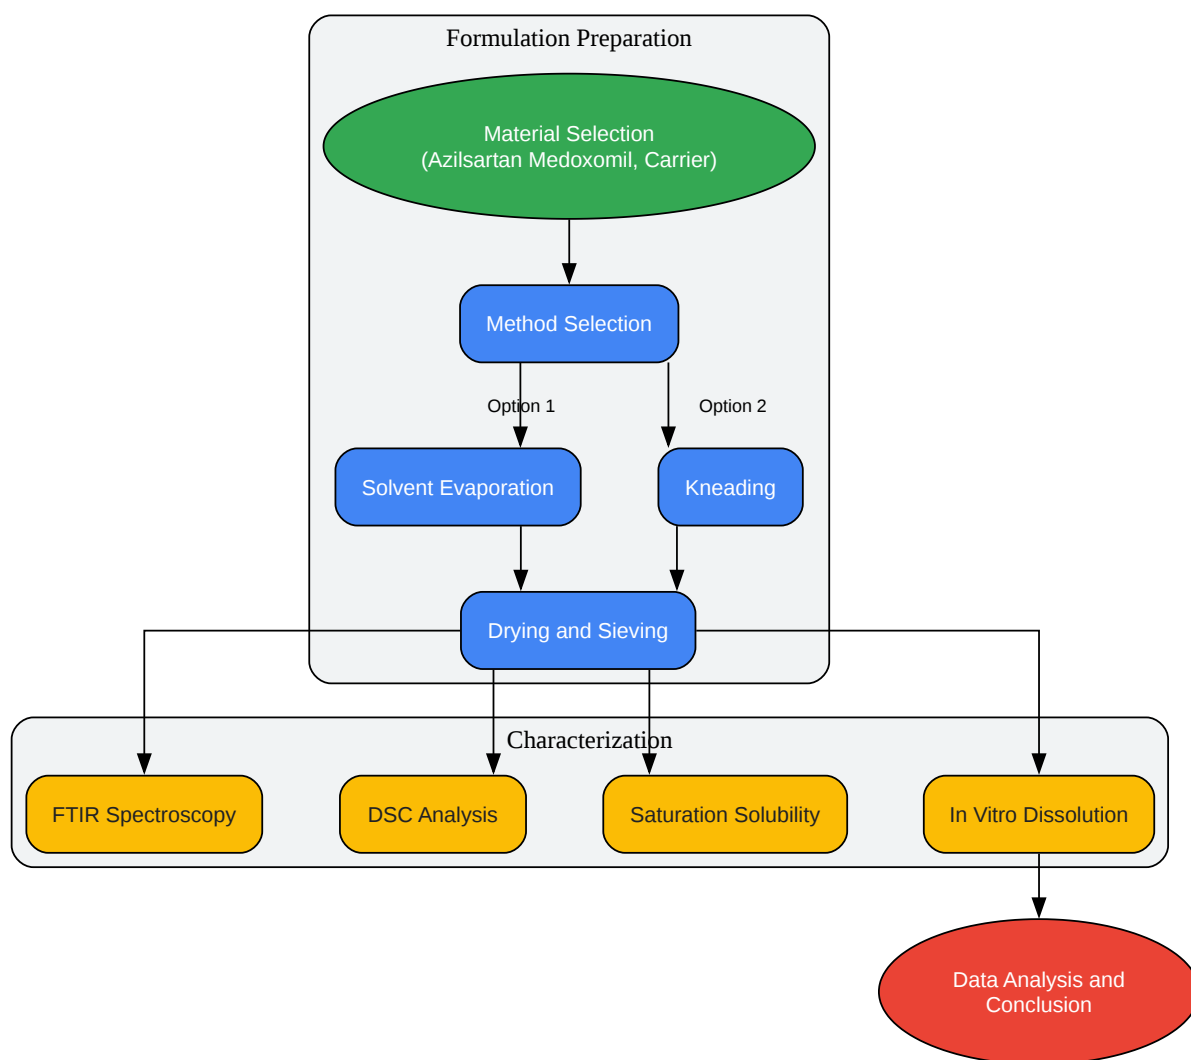 Formulation Preparation
Material Selection
(Azilsartan Medoxomil, Carrier)
Method Selection
Option 1
Option 2
Solvent Evaporation
Kneading
Drying and Sieving
Characterization
FTIR Spectroscopy
DSC Analysis
Saturation Solubility
In Vitro Dissolution
Data Analysis and
Conclusion